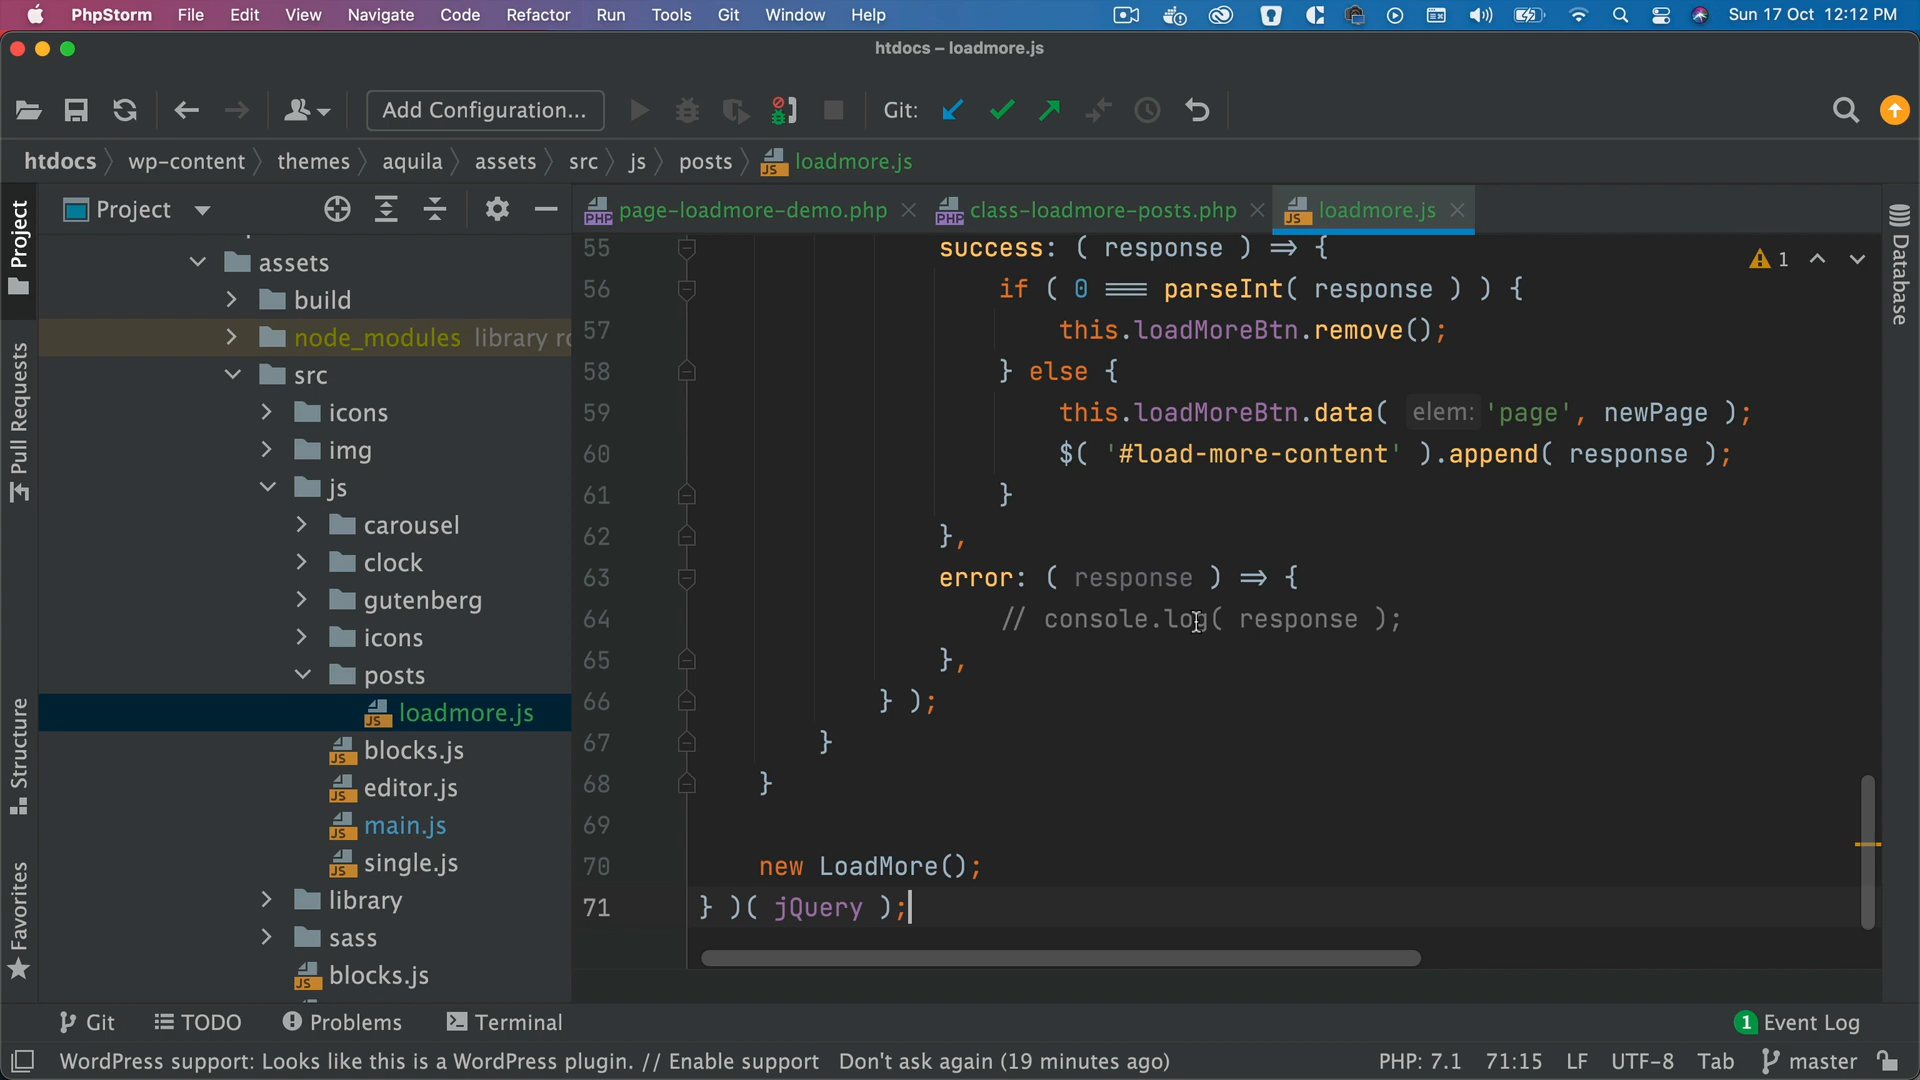 PhpStorm File Edit View Navigate Code Refactor Run Tools Git Window Help Sun 17 Oct 12:12 PM
htdocs – loadmore.js
Add Configuration... Git:
htdocs wp-content themes aquila assets src js posts loadmore.js
Project
Pull Requests
Structure
Favorites
Project
assets
build
node_modules library ro
src
icons
img
js
carousel
clock
gutenberg
icons
posts
loadmore.js
blocks.js
editor.js
main.js
single.js
library
sass
blocks.js
page-loadmore-demo.php class-loadmore-posts.php loadmore.js
1
55 success: ( response ) => {
56 if ( 0 === parseInt( response ) ) {
57 this.loadMoreBtn.remove();
58 } else {
59 this.loadMoreBtn.data( elem: 'page', newPage );
60 $( '#load-more-content' ).append( response );
61 }
62 },
63 error: ( response ) => {
64 // console.log( response );
65 },
66 } );
67 }
68 }
69
70 new LoadMore();
71 } )( jQuery );
Database
Git TODO Problems Terminal 1 Event Log
WordPress support: Looks like this is a WordPress plugin. // Enable support Don't ask again (19 minutes ago) PHP: 7.1 71:15 LF UTF-8 Tab master